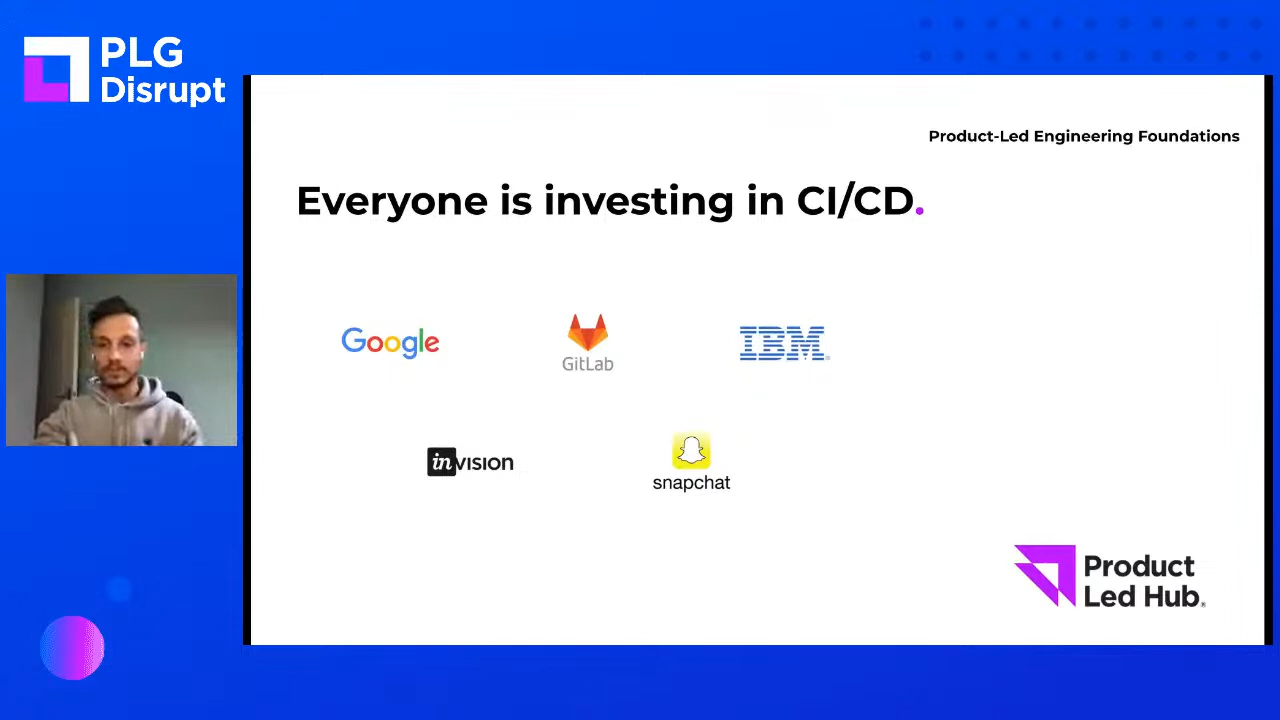 PLG
Disrupt
Product-Led Engineering Foundations
Everyone is investing in CI/CD.
Google
GitLab
IBM®
inVISION
snapchat
Product
Led Hub®